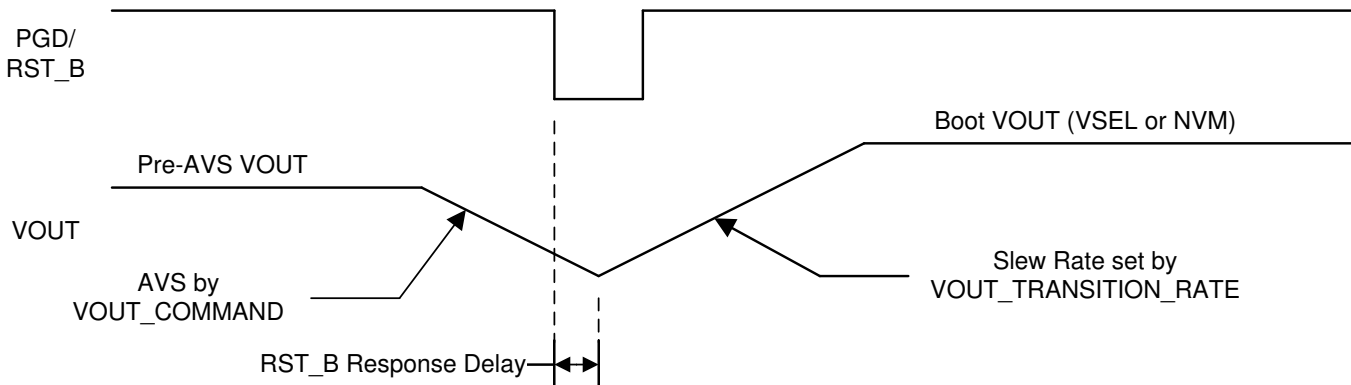 PGD/
RST_B
Boot VOUT (VSEL or NVM)
Pre-AVS VOUT
VOUT
AVS by
VOUT_COMMAND
Slew Rate set by
VOUT_TRANSITION_RATE
RST_B Response Delay